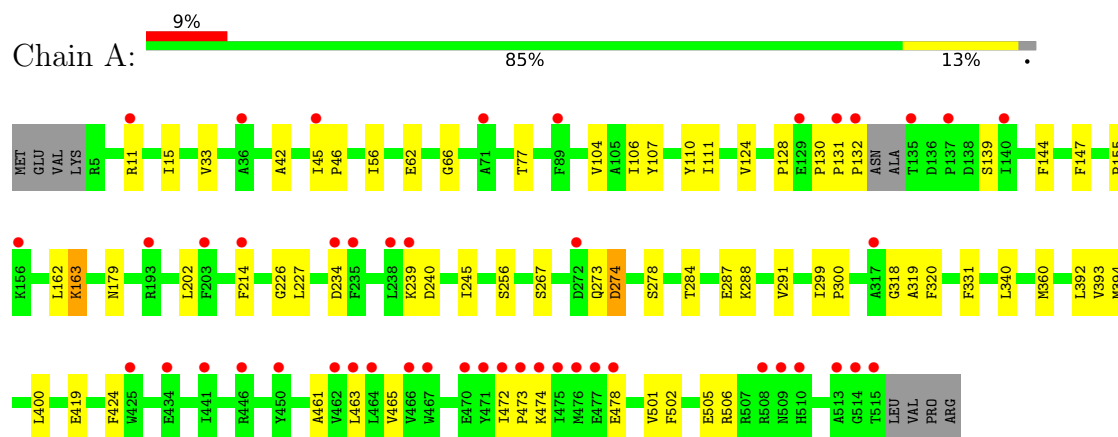 9%
Chain A:
85% 13% •
MET GLU VAL LYS R5 R11 I15 V33 A36 A42 I45 P46 I56 E62 G66 A71 T77 F89 V104 A105 I106 Y107 Y110 I111 V124 P128 E129 P130 P131 P132 ASN ALA T135 D136 P137 D138 S139 I140 F144 F147 R155
K156 L162 K163 N179 R193 L202 F203 F214 G226 L227 D234 F235 L238 K239 D240 I245 S256 S267 D272 Q273 D274 S278 T284 E287 K288 V291 I299 P300 A317 G318 A319 F320 F331 L340 M360 L392 V393 M394
L400 E419 F424 W425 E434 I441 R446 Y450 A461 V462 L463 L464 V465 V466 W467 E470 Y471 I472 P473 K474 I475 M476 E477 E478 V501 F502 E505 R506 R507 R508 N509 H510 A513 G514 T515 LEU VAL PRO ARG